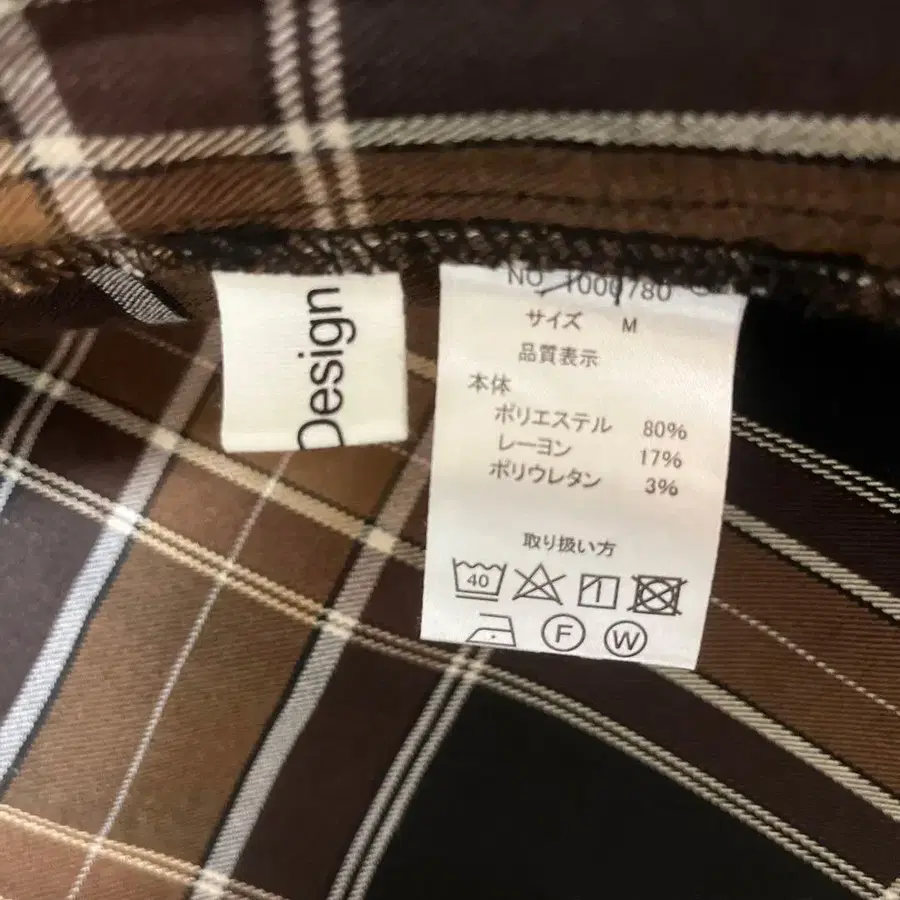 Design
NO 1000780
サイズ M
品質表示
本体
ポリエステル 80%
レーヨン 17%
ポリウレタン 3%
取り扱い方
40
F W